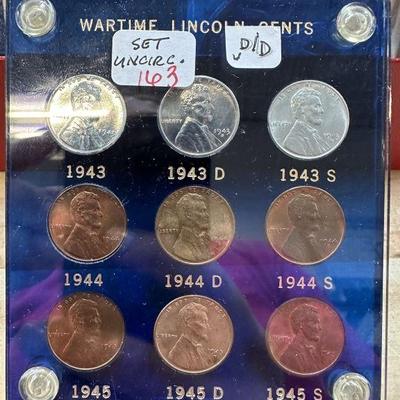 WARTIME LINCOLN CENTS
SET
UNCIRC.
163
D/D
1943 1943 D 1943 S
1944 1944 D 1944 S
1945 1945 D 1945 S